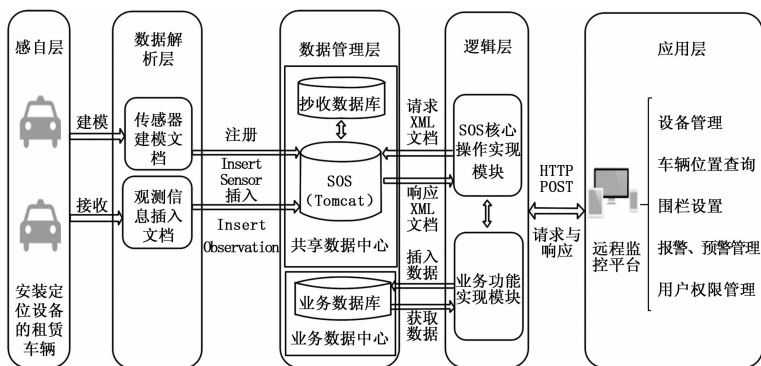 感自层
安装定
位设备
的租赁
车辆
建模
接收
数据解
析层
传感器
建模文
档
观测信
息插入
文档
注册
Insert
Sensor
插入
Insert
Observation
数据管理层
抄收数据库
SOS
（Tomcat）
共享数据中心
业务数据库
业务数据中心
请求
XML
文档
响应
XML
文档
插入
数据
获取
数据
逻辑层
SOS核心
操作实现
模块
业务功能
实现模块
HTTP
POST
请求与
响应
应用层
远程监
控平台
设备管理
车辆位置查询
围栏设置
报警、预警管理
用户权限管理